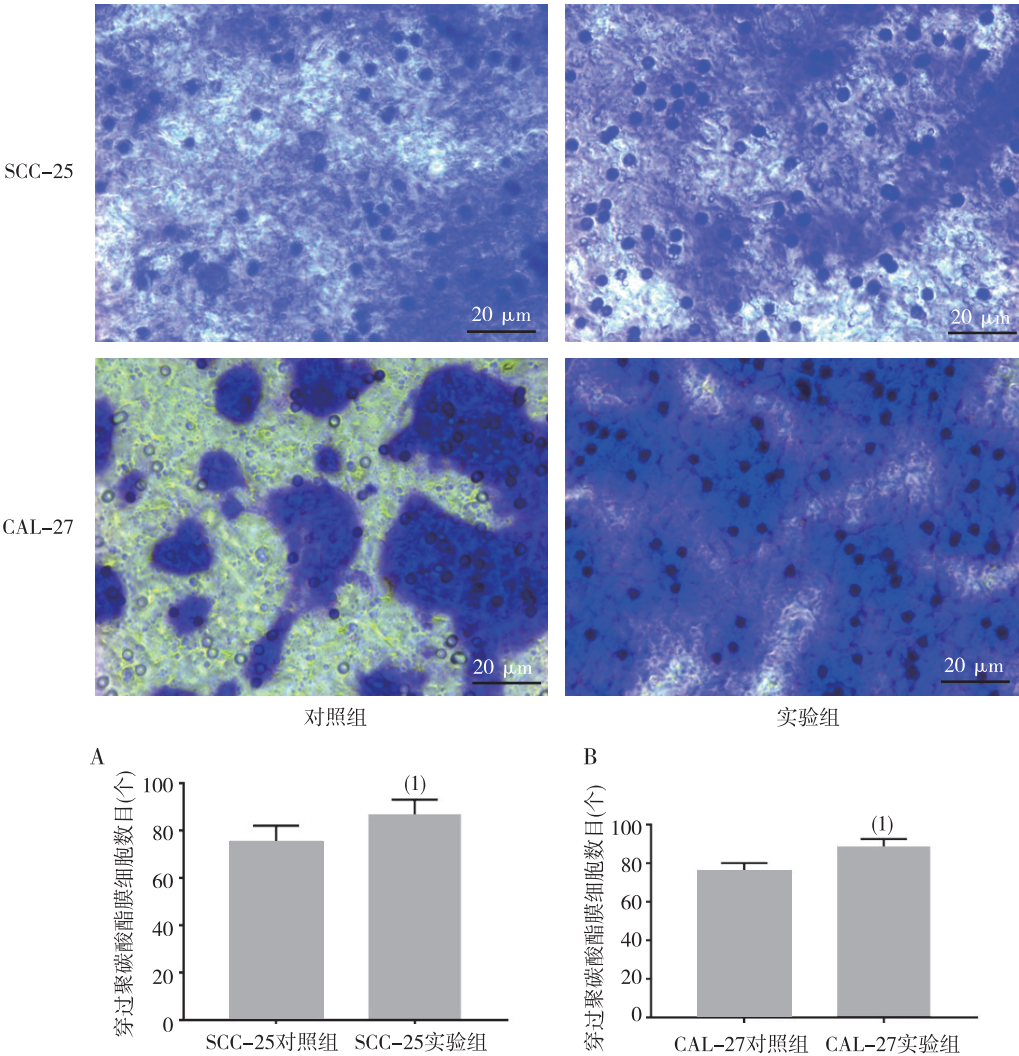 SCC-25
20 μm
20 μm
CAL-27
20 μm
20 μm
对照组
实验组
A
穿过聚碳酸酯膜细胞数目(个)
100
80
60
40
20
0
(1)
SCC-25对照组
SCC-25实验组
B
穿过聚碳酸酯膜细胞数目(个)
100
80
60
40
20
0
(1)
CAL-27对照组
CAL-27实验组